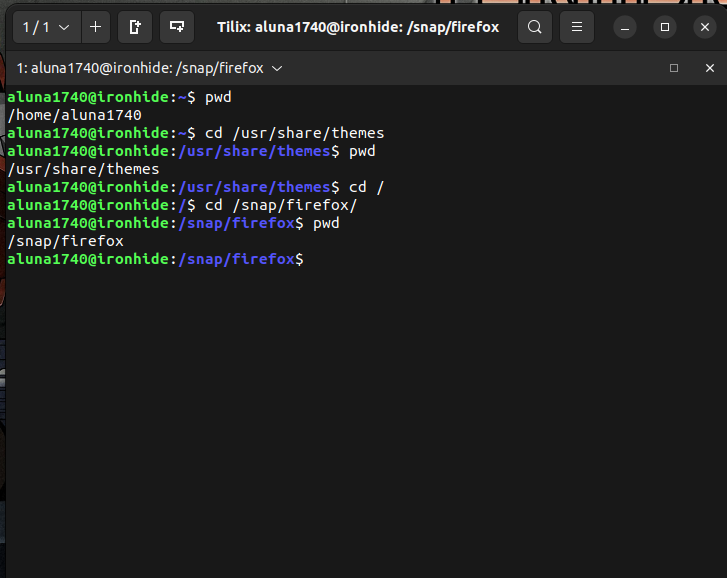 1 / 1
Tilix: aluna1740@ironhide: /snap/firefox
1: aluna1740@ironhide: /snap/firefox
aluna1740@ironhide:~$ pwd
/home/aluna1740
aluna1740@ironhide:~$ cd /usr/share/themes
aluna1740@ironhide:/usr/share/themes$ pwd
/usr/share/themes
aluna1740@ironhide:/usr/share/themes$ cd /
aluna1740@ironhide:/$ cd /snap/firefox/
aluna1740@ironhide:/snap/firefox$ pwd
/snap/firefox
aluna1740@ironhide:/snap/firefox$